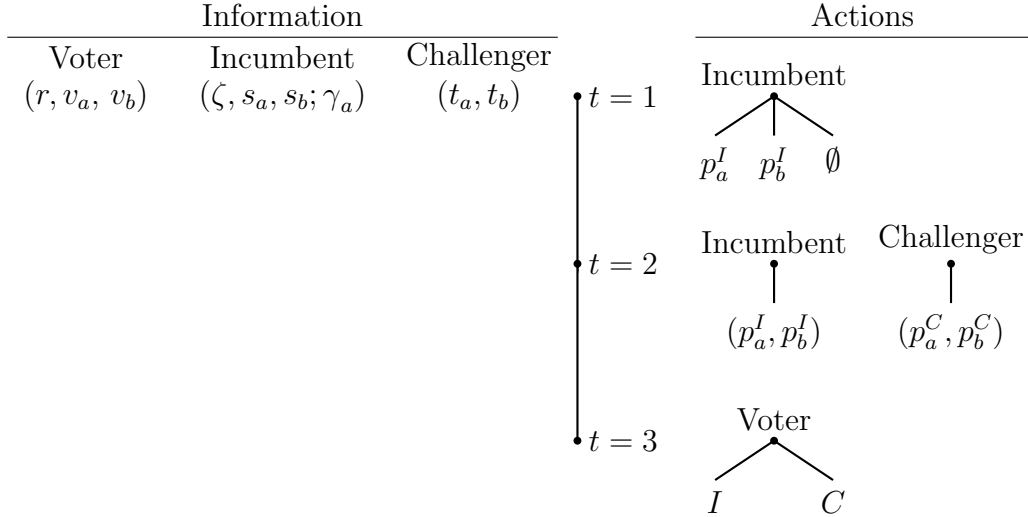 Information Actions
Voter Incumbent Challenger Incumbent
(r, v_a, v_b) (ζ, s_a, s_b; γ_a) (t_a, t_b) t = 1
p_a^I p_b^I ∅
Incumbent Challenger
t = 2
(p_a^I, p_b^I) (p_a^C, p_b^C)
Voter
t = 3
I C